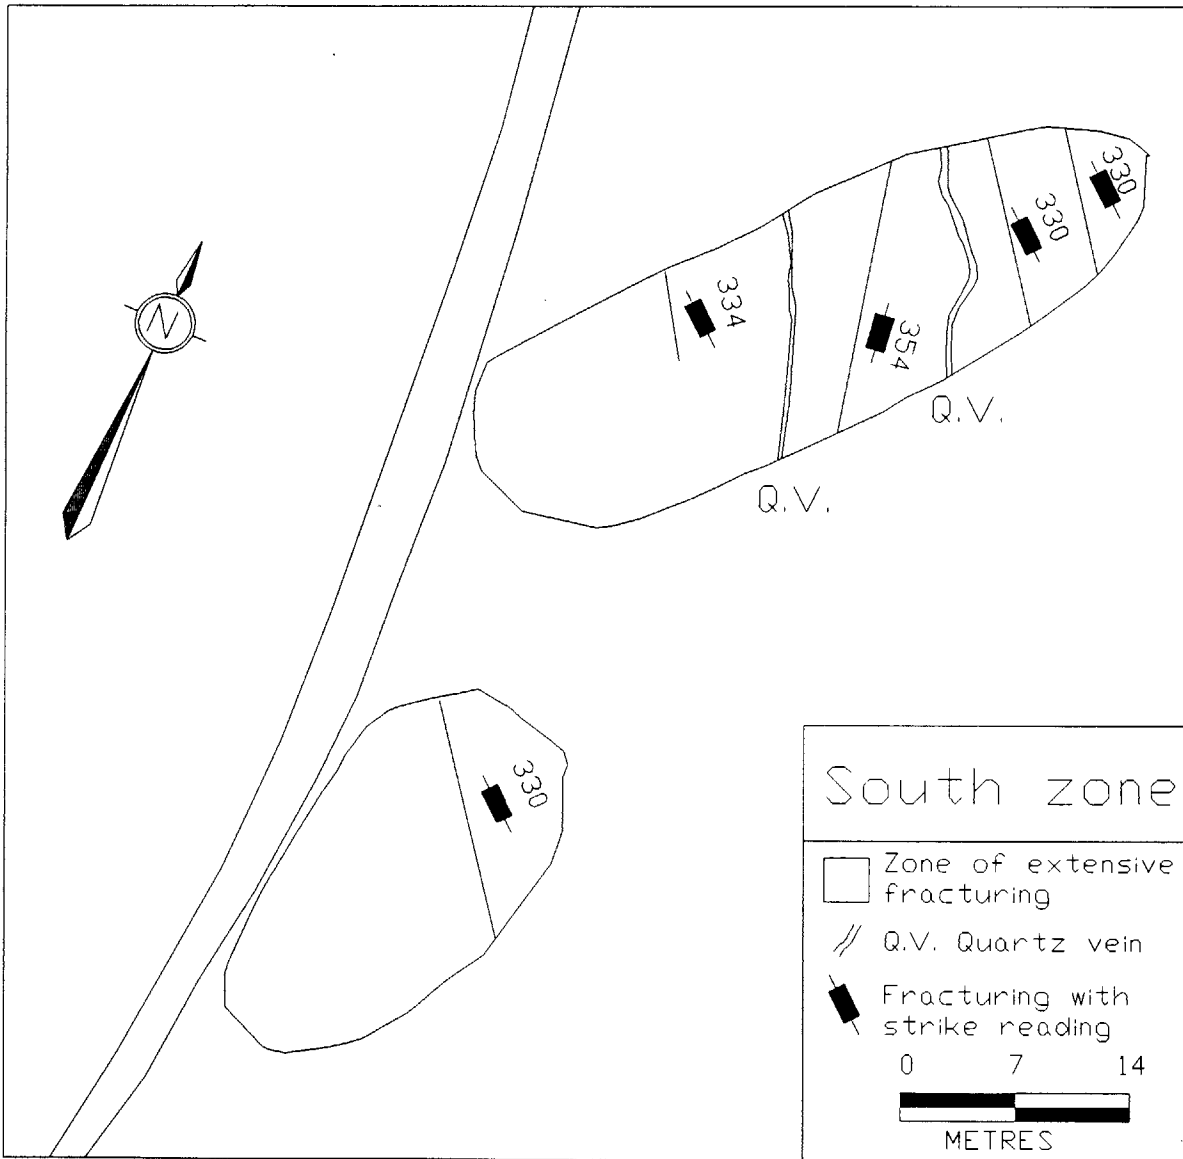 330
330
334
354
Q.V.
Q.V.
N
330
South zone
Zone of extensive
fracturing
Q.V. Quartz vein
Fracturing with
strike reading
0 7 14
METRES